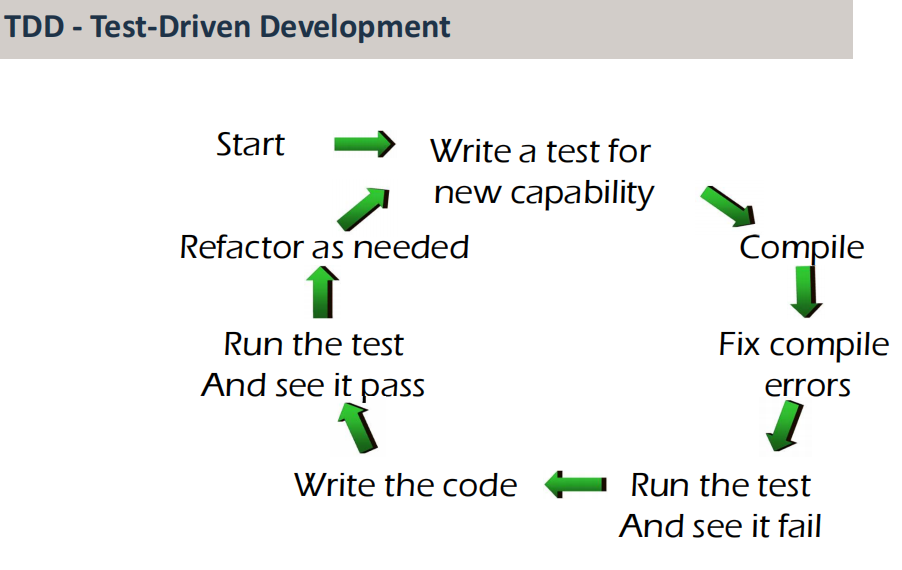 TDD - Test-Driven Development
Start
Write a test for
new capability
Compile
Fix compile
errors
Run the test
And see it fail
Write the code
Run the test
And see it pass
Refactor as needed